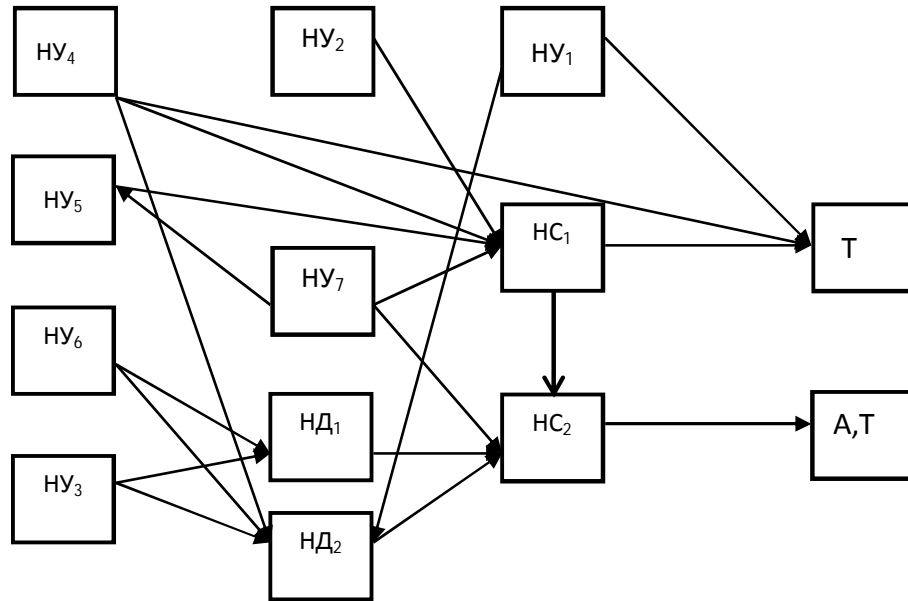 НУ₄
НУ₂
НУ₁
НУ₅
НС₁
Т
НУ₇
НУ₆
НД₁
НС₂
А,Т
НУ₃
НД₂